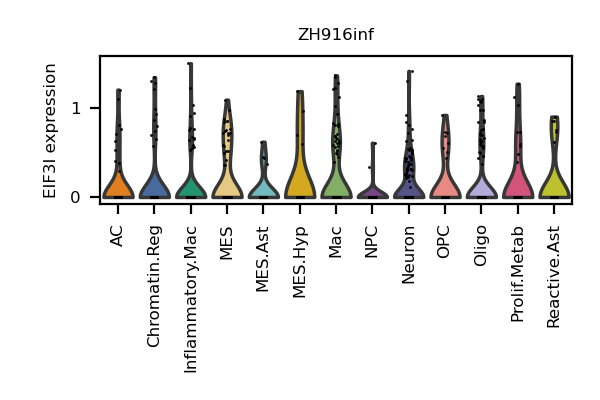 ZH916inf
EIF3I expression
1
0
AC
Chromatin.Reg
Inflammatory.Mac
MES
MES.Ast
MES.Hyp
Mac
NPC
Neuron
OPC
Oligo
Prolif.Metab
Reactive.Ast